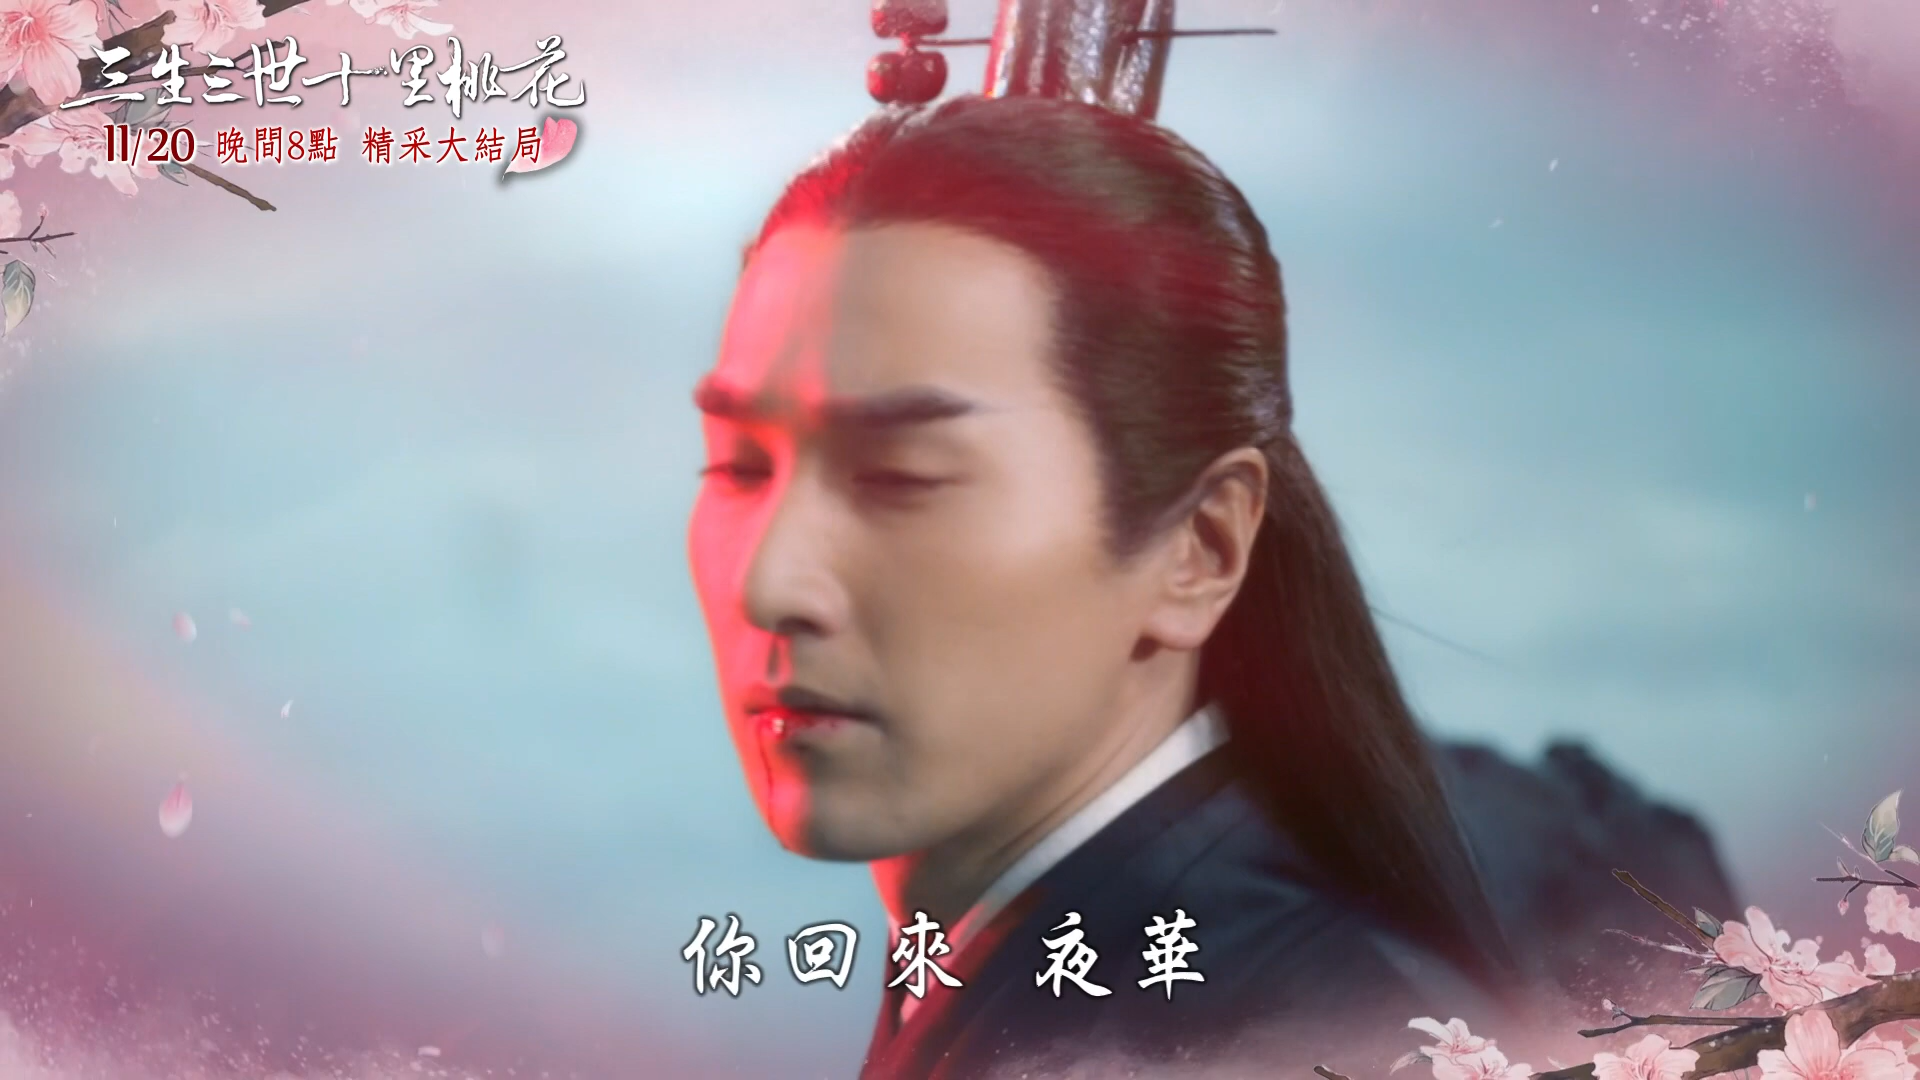 三生三世十里桃花
11/20 晚間8點 精采大結局
你回來 夜華